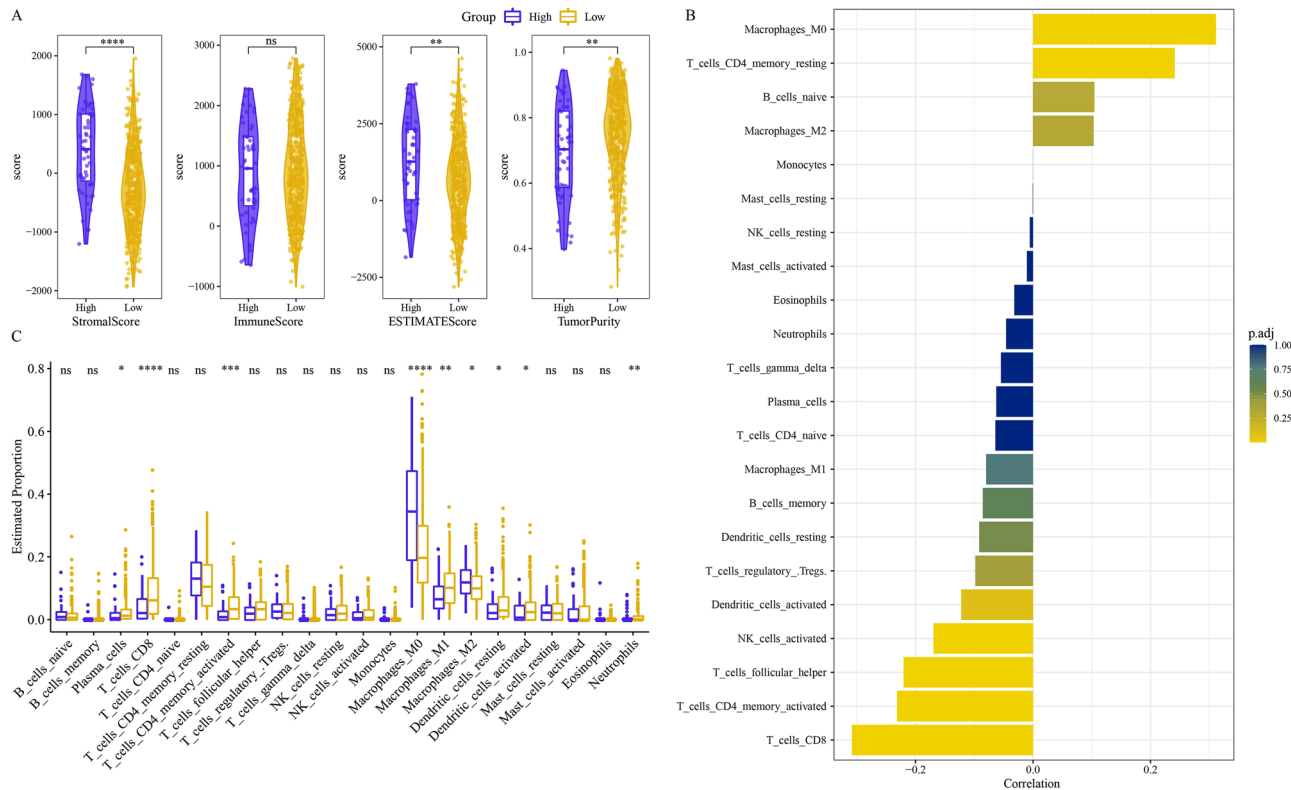 A
Group High Low
****
ns
**
**
score
2000
1000
0
−1000
−2000
High Low
StromalScore
score
3000
2000
1000
0
−1000
High Low
ImmuneScore
score
5000
2500
0
−2500
High Low
ESTIMATEScore
score
1.0
0.8
0.6
0.4
High Low
TumorPurity
B
Macrophages_M0
T_cells_CD4_memory_resting
B_cells_naive
Macrophages_M2
Monocytes
Mast_cells_resting
NK_cells_resting
Mast_cells_activated
Eosinophils
Neutrophils
T_cells_gamma_delta
Plasma_cells
T_cells_CD4_naive
Macrophages_M1
B_cells_memory
Dendritic_cells_resting
T_cells_regulatory_.Tregs.
Dendritic_cells_activated
NK_cells_activated
T_cells_follicular_helper
T_cells_CD4_memory_activated
T_cells_CD8
−0.2 0.0 0.2
Correlation
p.adj
1.00
0.75
0.50
0.25
C
Estimated Proportion
0.8
0.6
0.4
0.2
0.0
ns ns * **** ns ns *** ns ns ns ns ns ns **** ** * * * ns ns ns **
B_cells_naive
B_cells_memory
Plasma_cells
T_cells_CD8
T_cells_CD4_naive
T_cells_CD4_memory_resting
T_cells_CD4_memory_activated
T_cells_follicular_helper
T_cells_regulatory_.Tregs.
T_cells_gamma_delta
NK_cells_resting
NK_cells_activated
Monocytes
Macrophages_M0
Macrophages_M1
Macrophages_M2
Dendritic_cells_resting
Dendritic_cells_activated
Mast_cells_resting
Mast_cells_activated
Eosinophils
Neutrophils